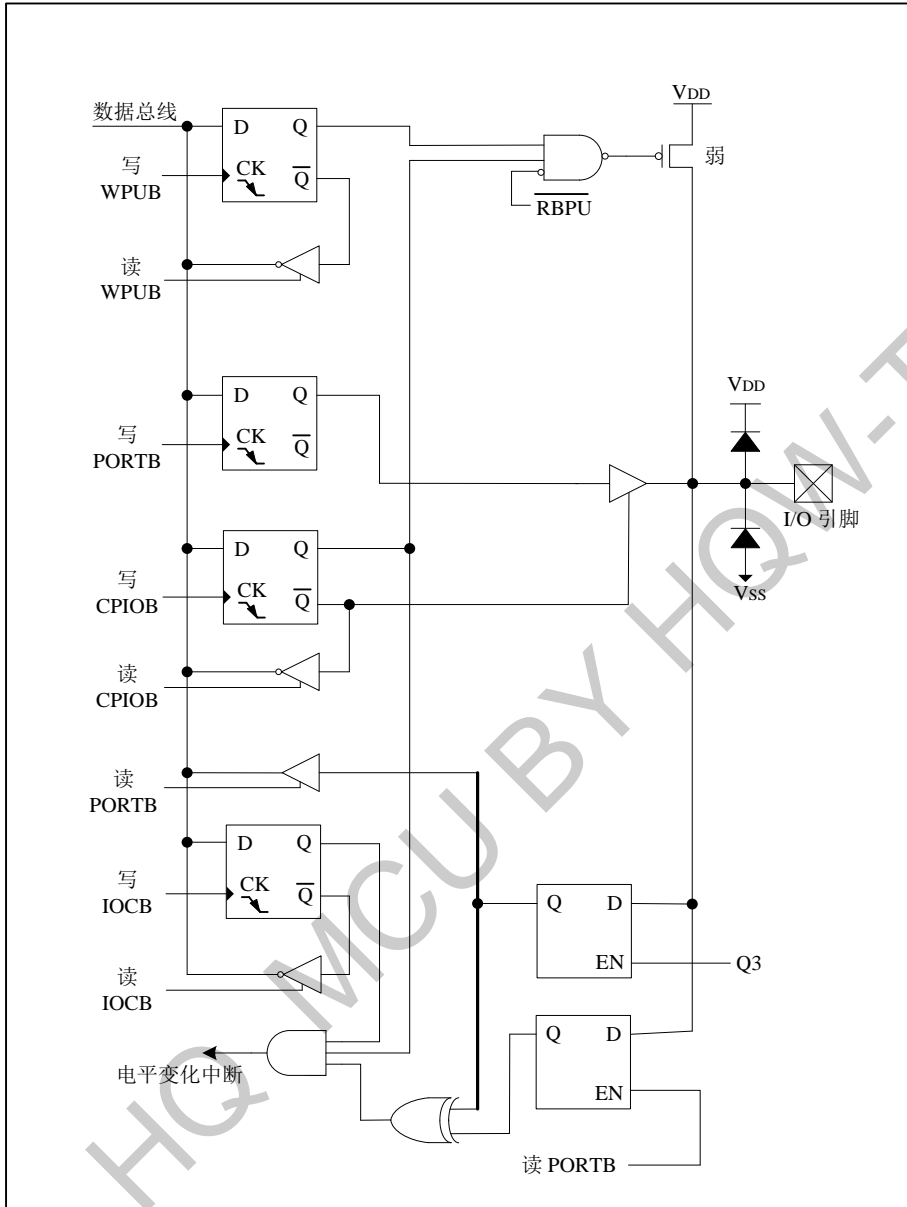 数据总线
D Q
写
WPUB
CK
Q
读
WPUB
VDD
弱
RBPU
D Q
写
PORTB
CK
Q
VDD
I/O 引脚
VSS
D Q
写
CPIOB
CK
Q
读
CPIOB
读
PORTB
D Q
写
IOCB
CK
Q
读
IOCB
电平变化中断
Q D
EN
Q3
Q D
EN
读 PORTB
HQ MCU BY HQW-T